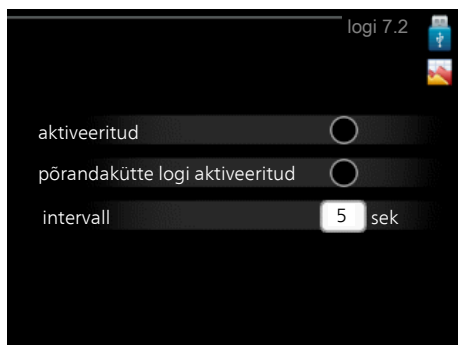 logi 7.2
aktiveeritud
põrandakütte logi aktiveeritud
intervall 5 sek